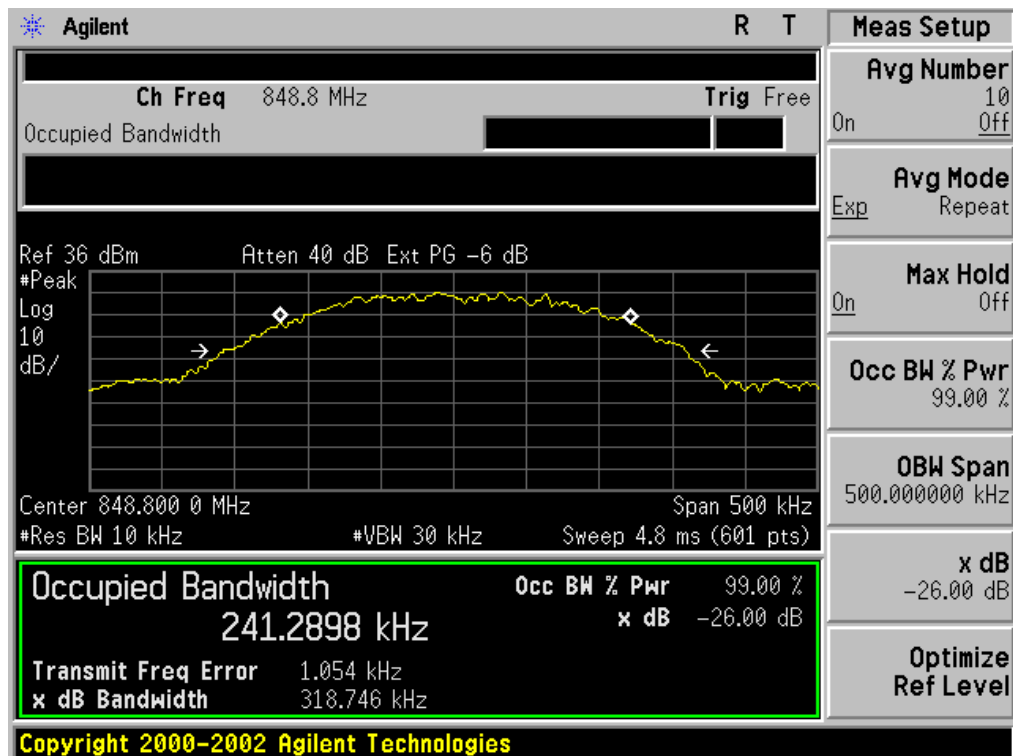 Agilent R T
Ch Freq 848.8 MHz Trig Free
Occupied Bandwidth
Ref 36 dBm Atten 40 dB Ext PG -6 dB
#Peak
Log
10
dB/
Center 848.800 0 MHz Span 500 kHz
#Res BW 10 kHz #VBW 30 kHz Sweep 4.8 ms (601 pts)
Occupied Bandwidth Occ BW % Pwr 99.00 %
241.2898 kHz x dB -26.00 dB
Transmit Freq Error 1.054 kHz
x dB Bandwidth 318.746 kHz
Copyright 2000-2002 Agilent Technologies
Meas Setup
Avg Number
10
On Off
Avg Mode
Exp Repeat
Max Hold
On Off
Occ BW % Pwr
99.00 %
OBW Span
500.000000 kHz
x dB
-26.00 dB
Optimize
Ref Level